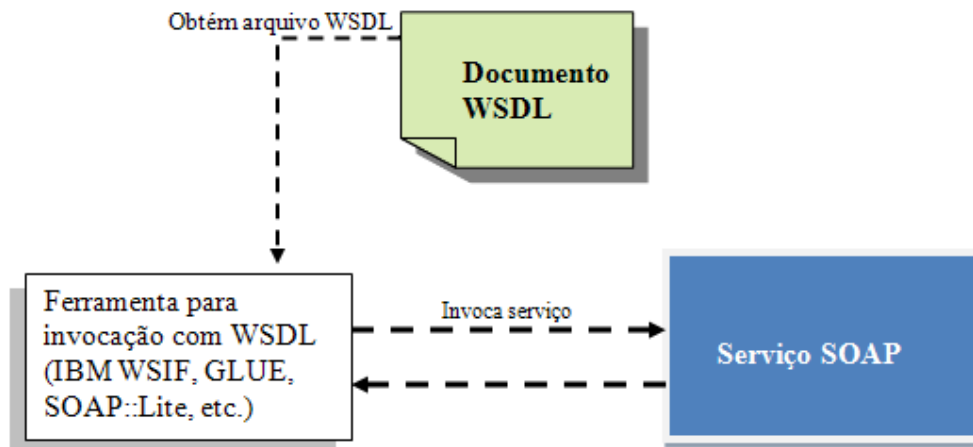 Obtém arquivo WSDL
Documento
WSDL
Ferramenta para
invocação com WSDL
(IBM WSIF, GLUE,
SOAP::Lite, etc.)
Invoca serviço
Serviço SOAP